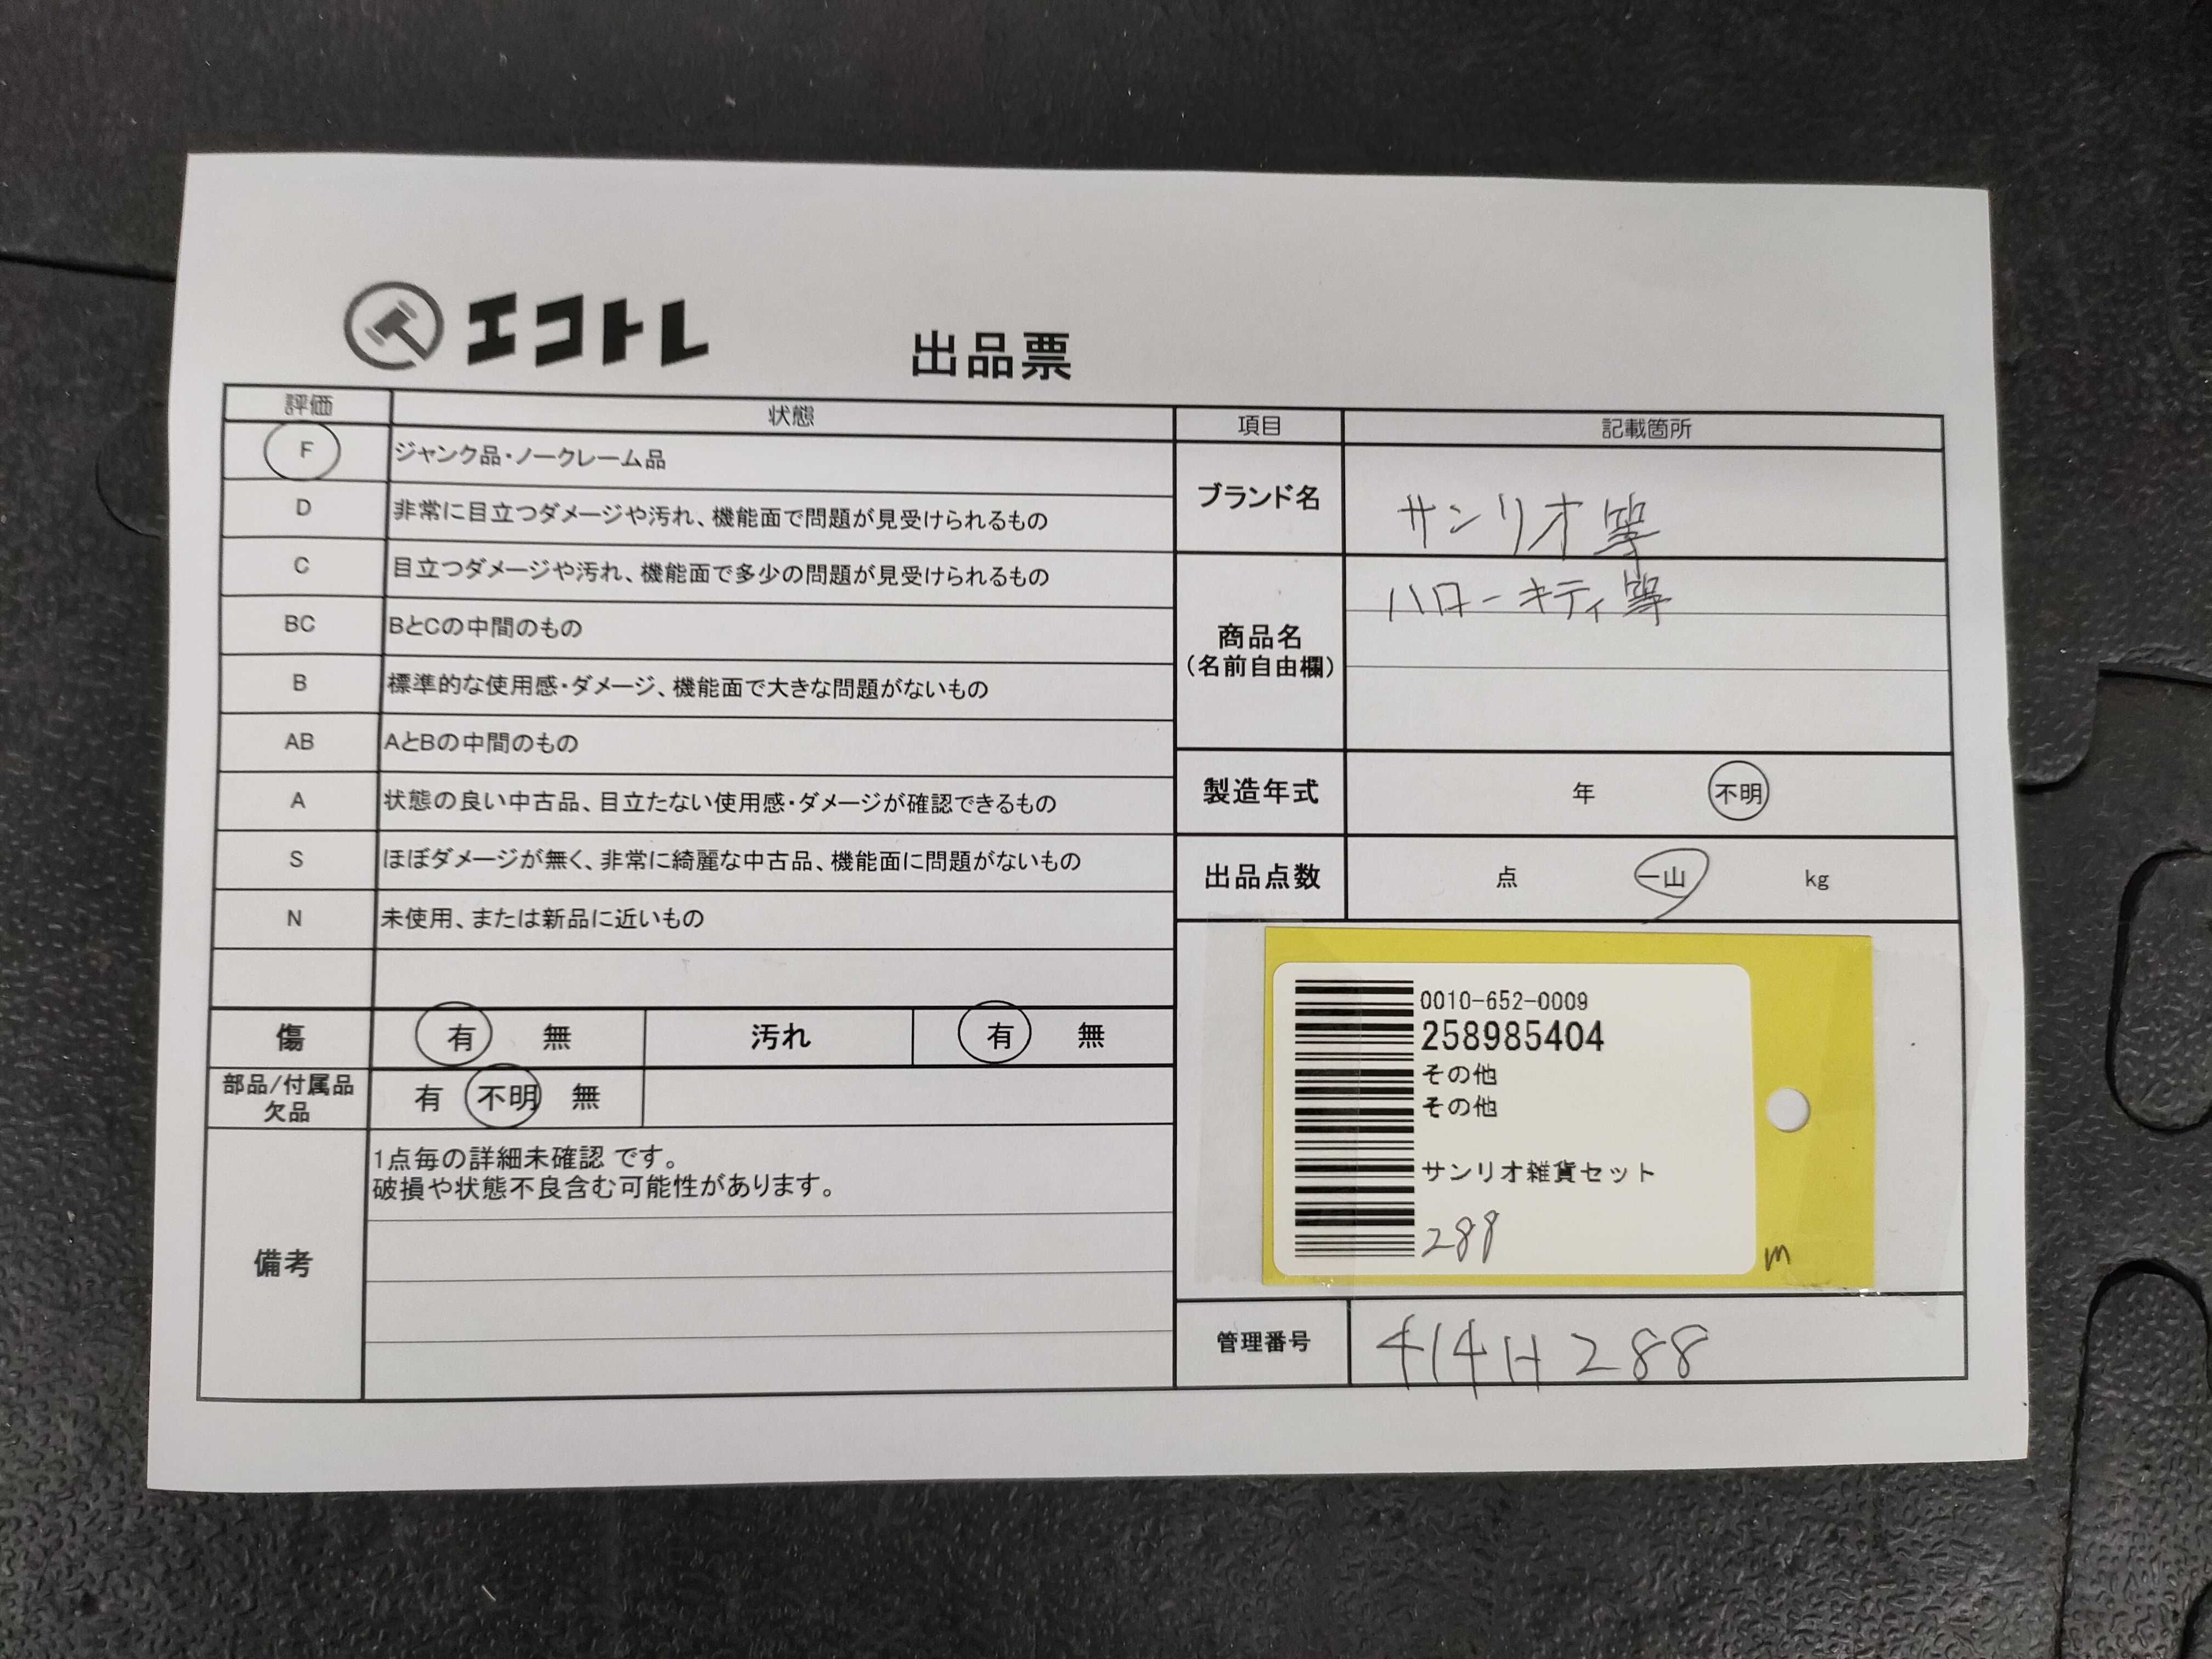 エコトレ
出品票
評価 状態
F ジャンク品・ノークレーム品
D 非常に目立つダメージや汚れ、機能面で問題が見受けられるもの
C 目立つダメージや汚れ、機能面で多少の問題が見受けられるもの
BC BとCの中間のもの
B 標準的な使用感・ダメージ、機能面で大きな問題がないもの
AB AとBの中間のもの
A 状態の良い中古品、目立たない使用感・ダメージが確認できるもの
S ほぼダメージが無く、非常に綺麗な中古品、機能面に問題がないもの
N 未使用、または新品に近いもの
傷 有 無 汚れ 有 無
部品/付属品 欠品 有 不明 無
備考
1点毎の詳細未確認 です。
破損や状態不良含む可能性があります。
項目 記載箇所
ブランド名 サンリオ等
商品名 ハローキティ等
(名前自由欄)
製造年式 年 不明
出品点数 点 一山 kg
0010-652-0009
258985404
その他
その他
サンリオ雑貨セット
288
m
管理番号 414H288